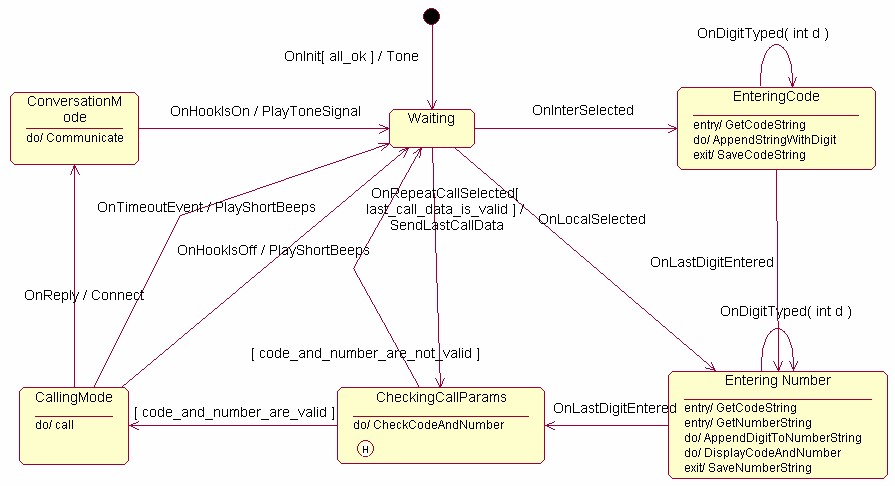 OnInit[ all_ok ] / Tone
OnDigitTyped( int d )
ConversationM
ode
do/ Communicate
OnHookIsOn / PlayToneSignal
Waiting
OnInterSelected
EnteringCode
entry/ GetCodeString
do/ AppendStringWithDigit
exit/ SaveCodeString
OnTimeoutEvent / PlayShortBeeps
OnRepeatCallSelected[
last_call_data_is_valid ] /
SendLastCallData
OnLocalSelected
OnHookIsOff / PlayShortBeeps
OnLastDigitEntered
OnReply / Connect
OnDigitTyped( int d )
[ code_and_number_are_not_valid ]
CallingMode
do/ call
[ code_and_number_are_valid ]
CheckingCallParams
do/ CheckCodeAndNumber
H
OnLastDigitEntered
Entering Number
entry/ GetCodeString
entry/ GetNumberString
do/ AppendDigitToNumberString
do/ DisplayCodeAndNumber
exit/ SaveNumberString